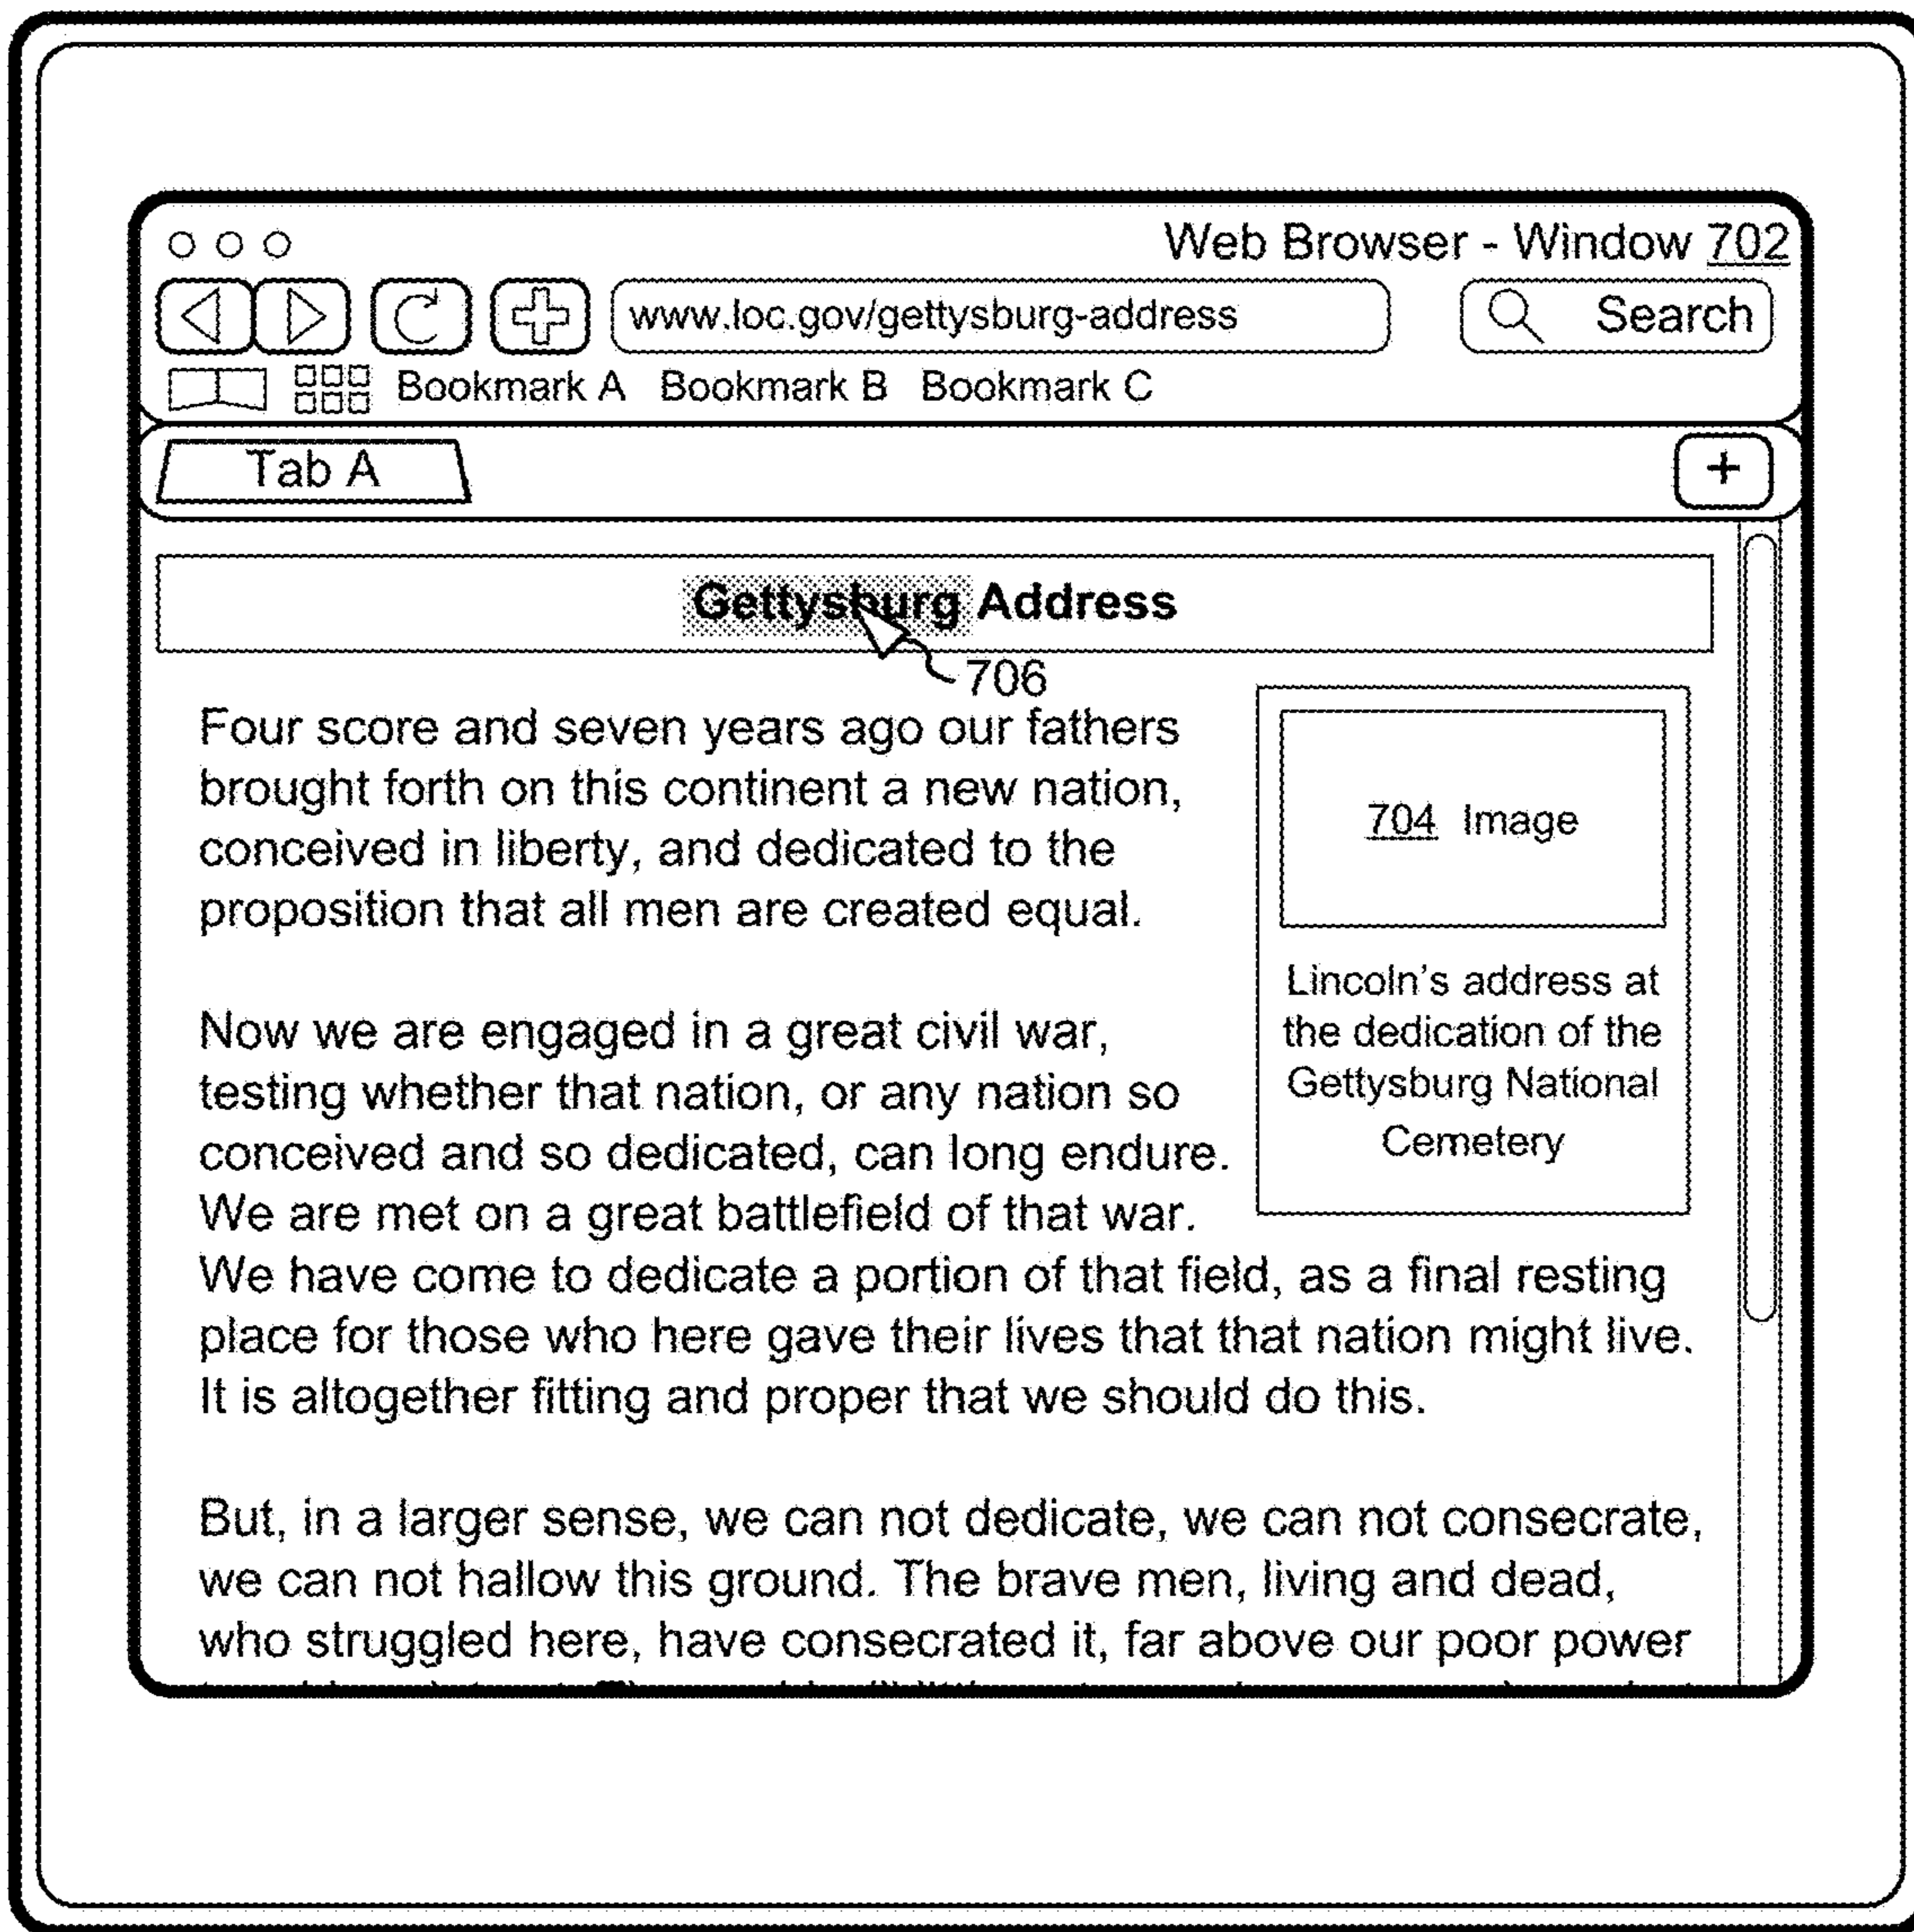 Web Browser - Window 702
www.loc.gov/gettysburg-address
Search
Bookmark A Bookmark B Bookmark C
Tab A
+
Gettysburg Address
706
Four score and seven years ago our fathers
brought forth on this continent a new nation,
conceived in liberty, and dedicated to the
proposition that all men are created equal.
704 Image
Lincoln's address at
the dedication of the
Gettysburg National
Cemetery
Now we are engaged in a great civil war,
testing whether that nation, or any nation so
conceived and so dedicated, can long endure.
We are met on a great battlefield of that war.
We have come to dedicate a portion of that field, as a final resting
place for those who here gave their lives that that nation might live.
It is altogether fitting and proper that we should do this.
But, in a larger sense, we can not dedicate, we can not consecrate,
we can not hallow this ground. The brave men, living and dead,
who struggled here, have consecrated it, far above our poor power